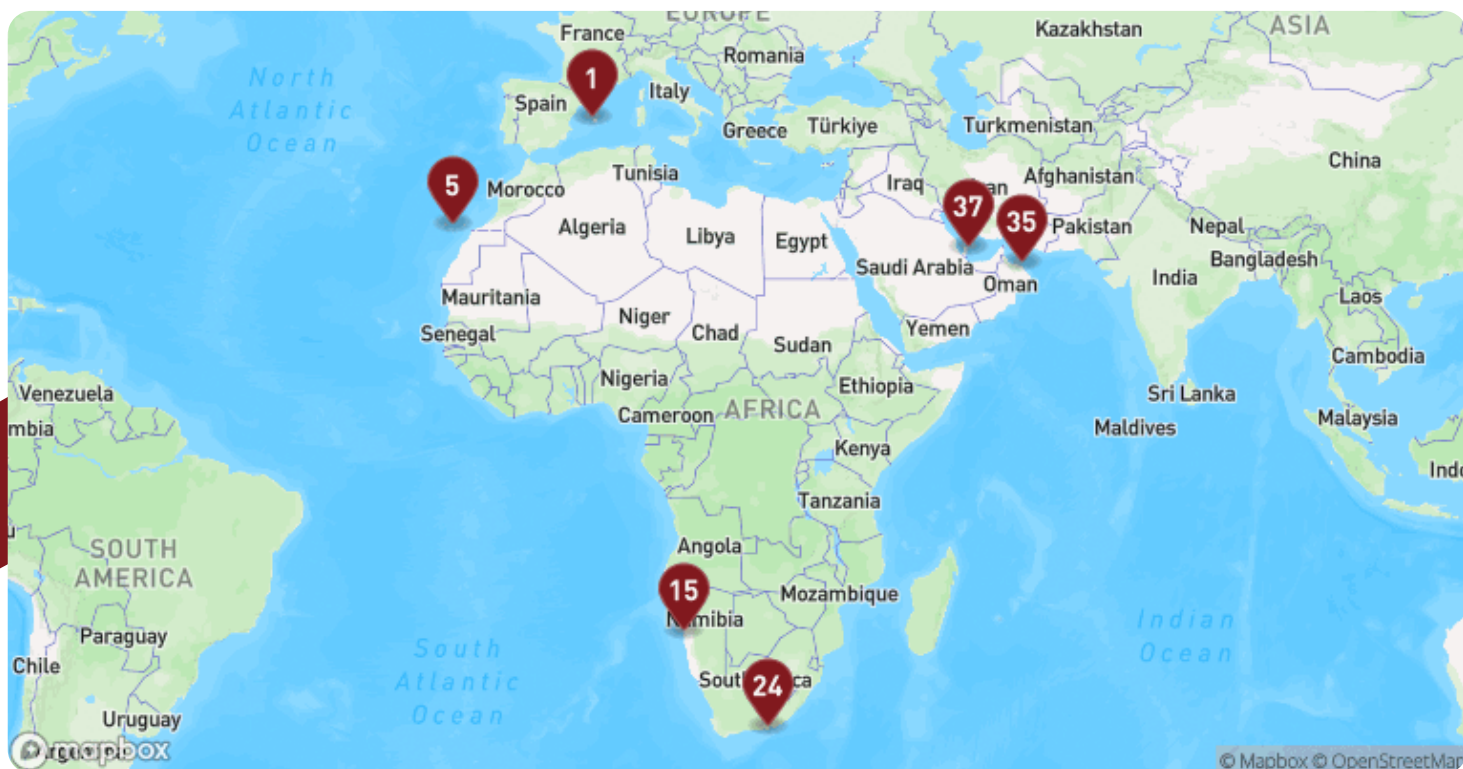 EUROPE
ASIA
France
Kazakhstan
Romania
North
Atlantic
Ocean
1
Spain
Italy
Greece
Türkiye
Turkmenistan
China
5
Morocco
Tunisia
Iraq
Afghanistan
37
35
Algeria
Libya
Egypt
Pakistan
Nepal
Bangladesh
Saudi Arabia
Oman
India
Mauritania
Niger
Chad
Sudan
Yemen
Laos
Senegal
Cambodia
Venezuela
Nigeria
Ethiopia
Sri Lanka
mbia
Cameroon
AFRICA
Maldives
Malaysia
Kenya
Indo
Tanzania
SOUTH
AMERICA
Angola
15
Namibia
Mozambique
Indian
Ocean
Paraguay
South
Atlantic
Ocean
Chile
24
Uruguay
mapbox
© Mapbox © OpenStreetMap